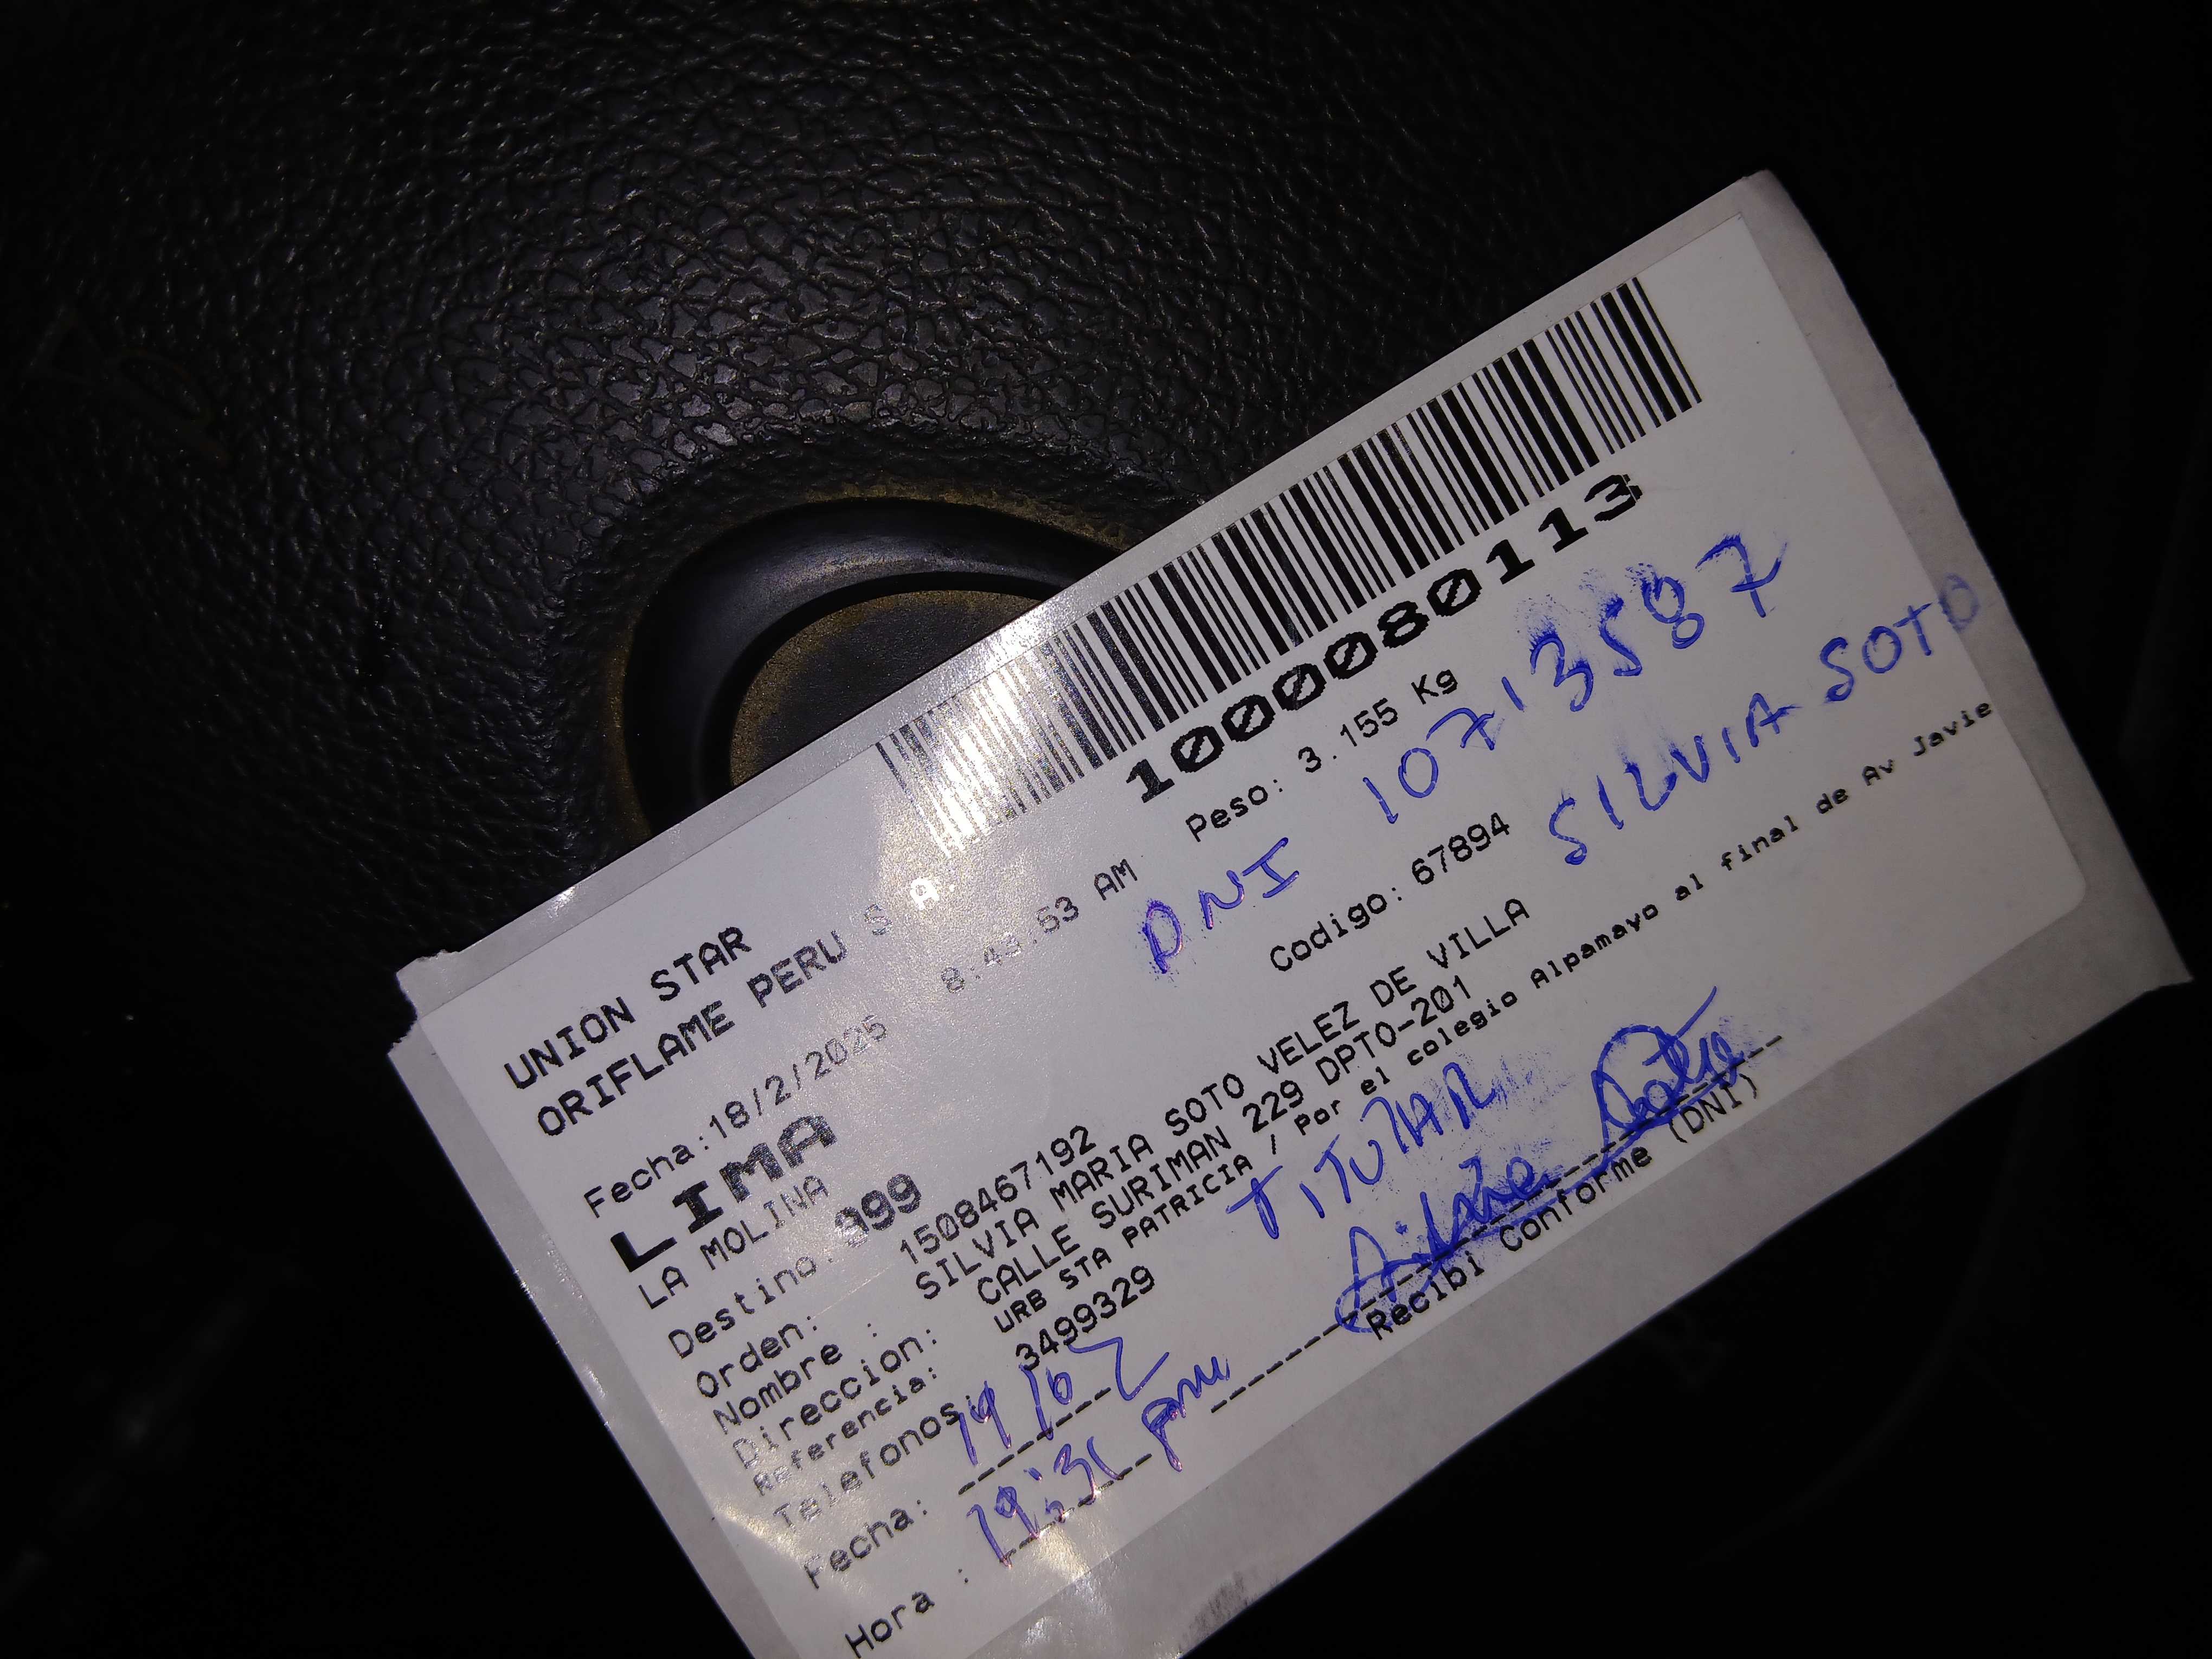 10000080113
UNION STAR
ORIFLAME PERU S.A.
Fecha:18/2/2025 AM Peso: 3.155 Kg
DNI 10713587
LIMA
LA MOLINA
Destino: 999 Codigo: 67894
SILVIA SOTO
Orden: 1508467192
Nombre : SILVIA MARIA SOTO VELEZ DE VILLA
Direccion: CALLE SURIMAN 229 DPTO-201
Referencia: URB STA PATRICIA / Por el colegio Alpamayo al final de Av Javie
Telefonos: 3499329
TITULAR
Silvia Soto
Fecha: 19/02
Hora : 19:31 pm
Recibi Conforme (DNI)